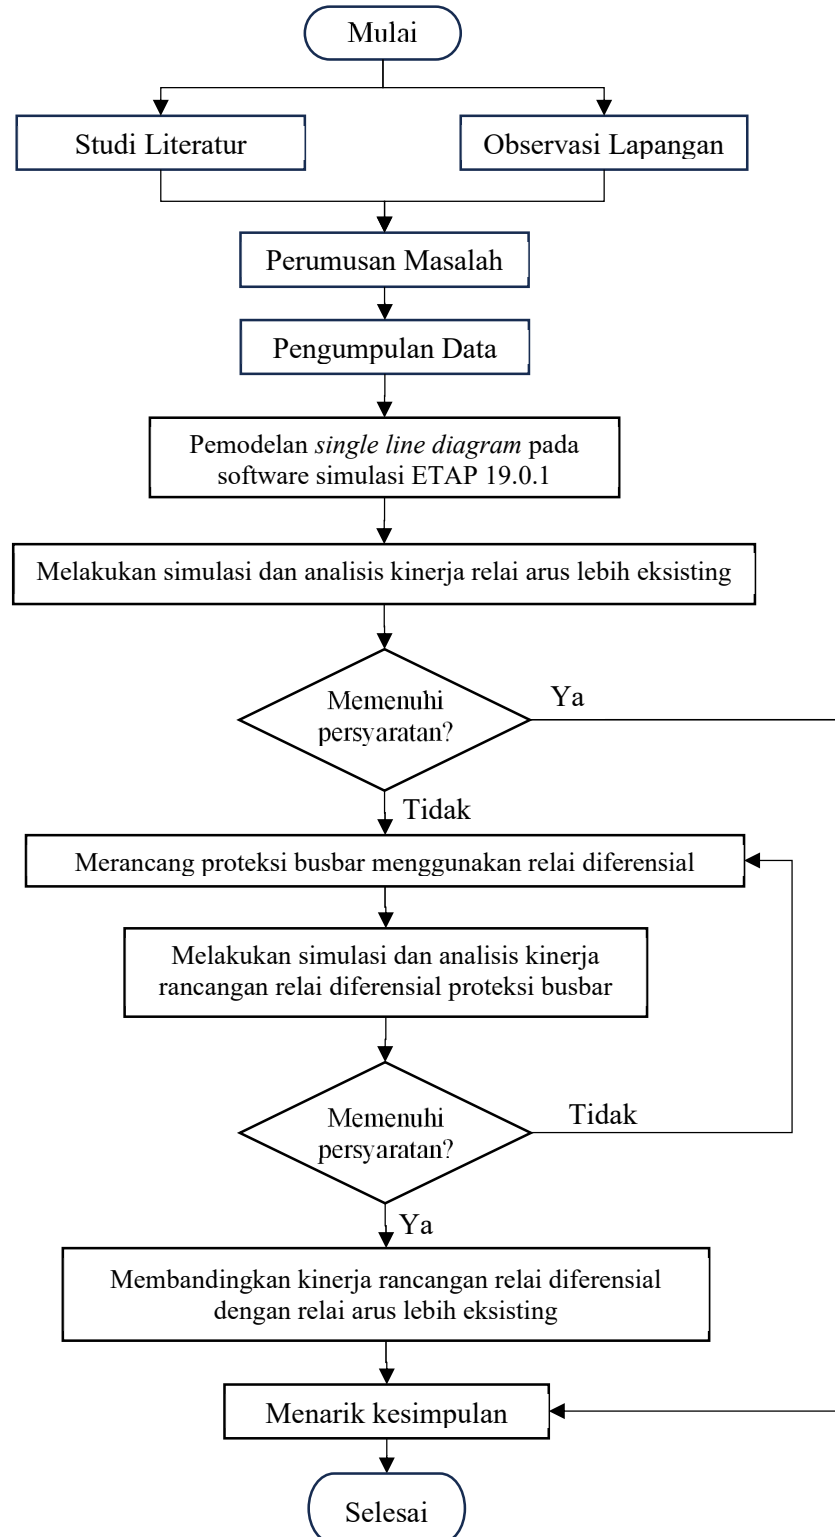 Mulai
Studi Literatur
Observasi Lapangan
Perumusan Masalah
Pengumpulan Data
Pemodelan single line diagram pada
software simulasi ETAP 19.0.1
Melakukan simulasi dan analisis kinerja relai arus lebih eksisting
Memenuhi
persyaratan?
Ya
Tidak
Merancang proteksi busbar menggunakan relai diferensial
Melakukan simulasi dan analisis kinerja
rancangan relai diferensial proteksi busbar
Memenuhi
persyaratan?
Tidak
Ya
Membandingkan kinerja rancangan relai diferensial
dengan relai arus lebih eksisting
Menarik kesimpulan
Selesai